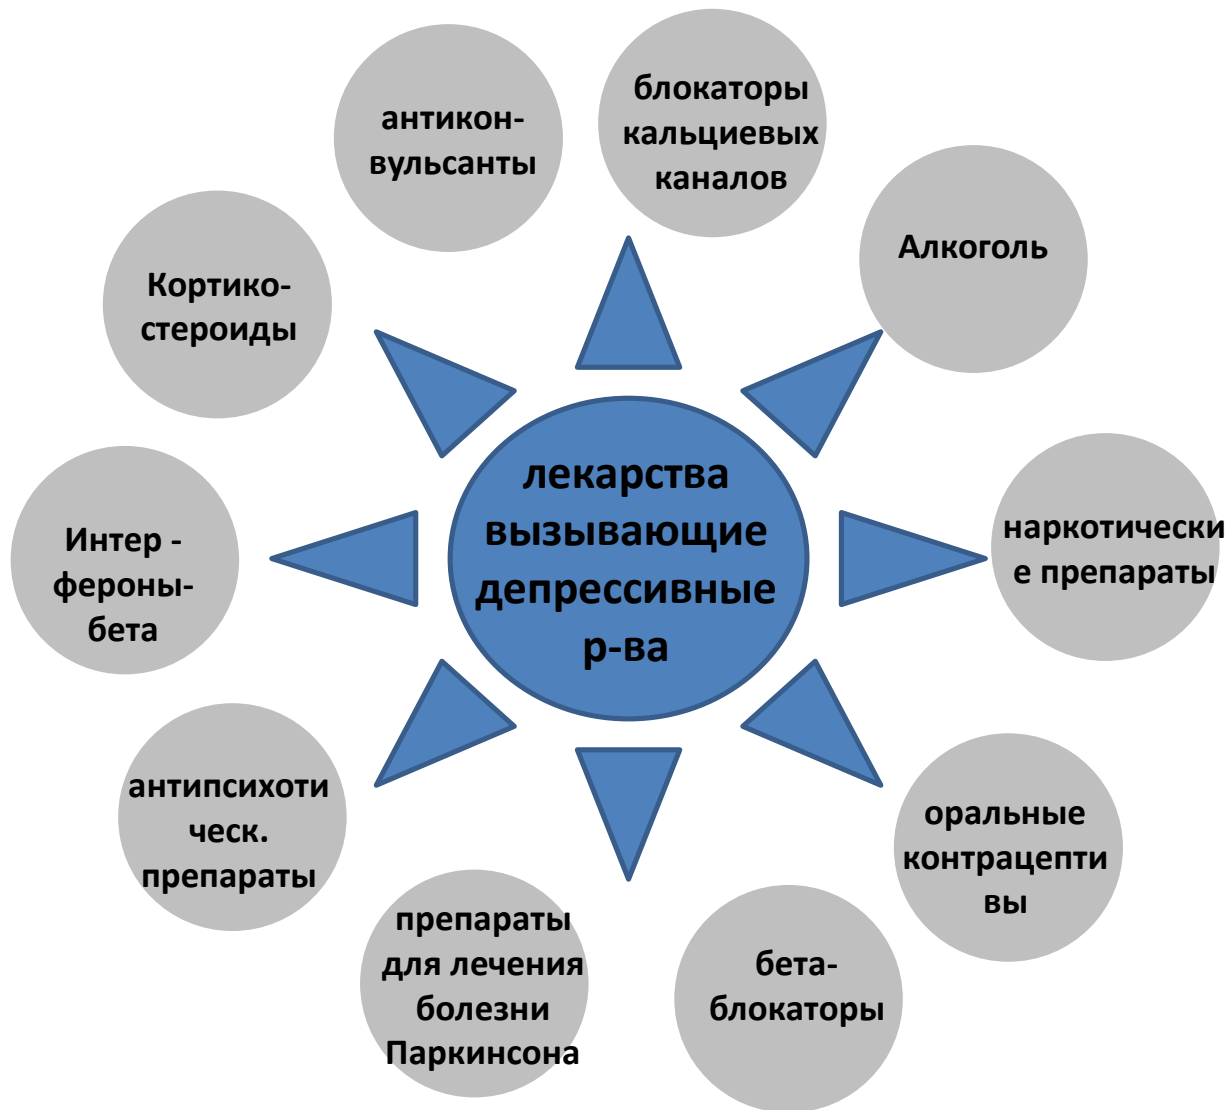 антикон-
вульсанты
блокаторы
кальциевых
каналов
Алкоголь
Кортико-
стероиды
лекарства
вызывающие
депрессивные
р-ва
наркотически
е препараты
Интер -
фероны-
бета
антипсихоти
ческ.
препараты
оральные
контрацепти
вы
препараты
для лечения
болезни
Паркинсона
бета-
блокаторы